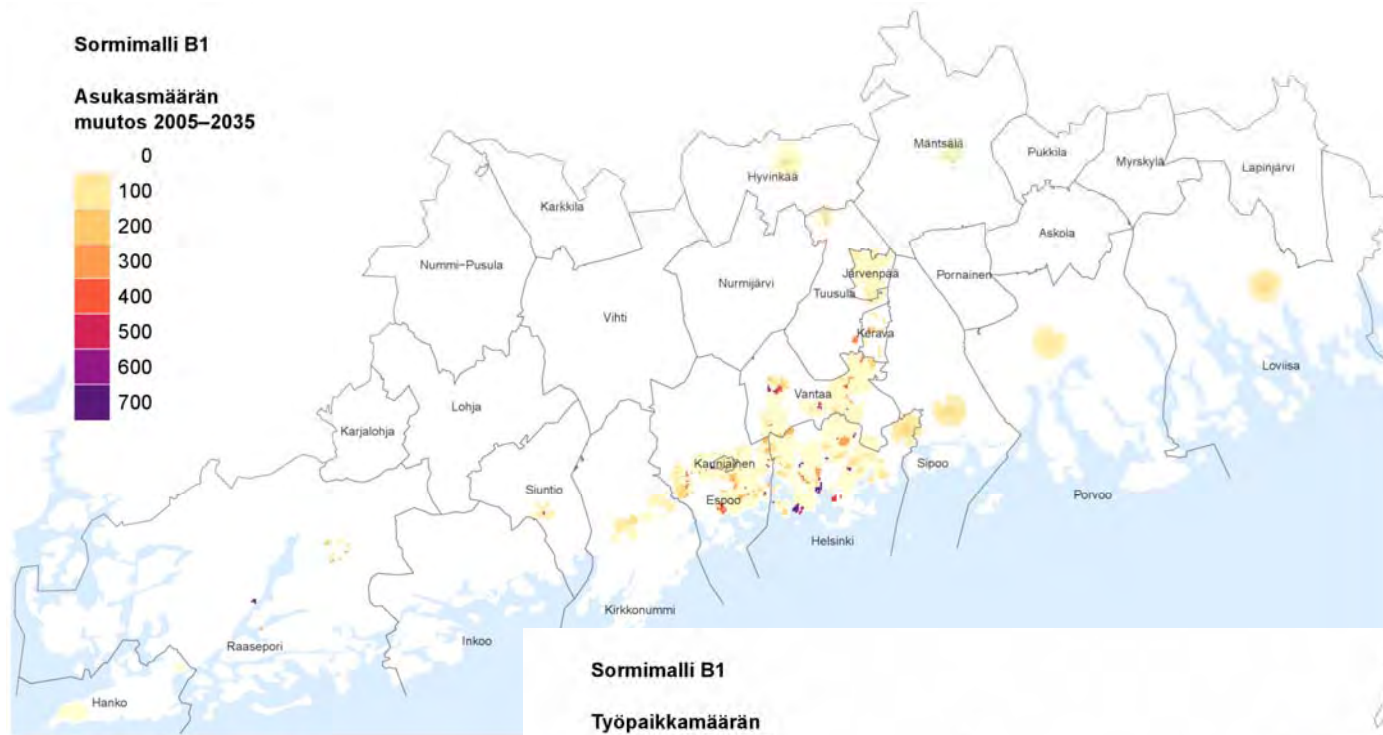 Sormimalli B1
Asukasmäärän
muutos 2005–2035
0
100
200
300
400
500
600
700
Mäntsälä
Pukkila
Myrskylä
Lapinjärvi
Hyvinkää
Karkkila
Askola
Nummi-Pusula
Järvenpää
Pornainen
Nurmijärvi
Tuusula
Vihti
Kerava
Loviisa
Vantaa
Lohja
Karjalohja
Kauniainen
Sipoo
Siuntio
Espoo
Porvoo
Helsinki
Kirkkonummi
Inkoo
Raasepori
Hanko
Sormimalli B1
Työpaikkamäärän